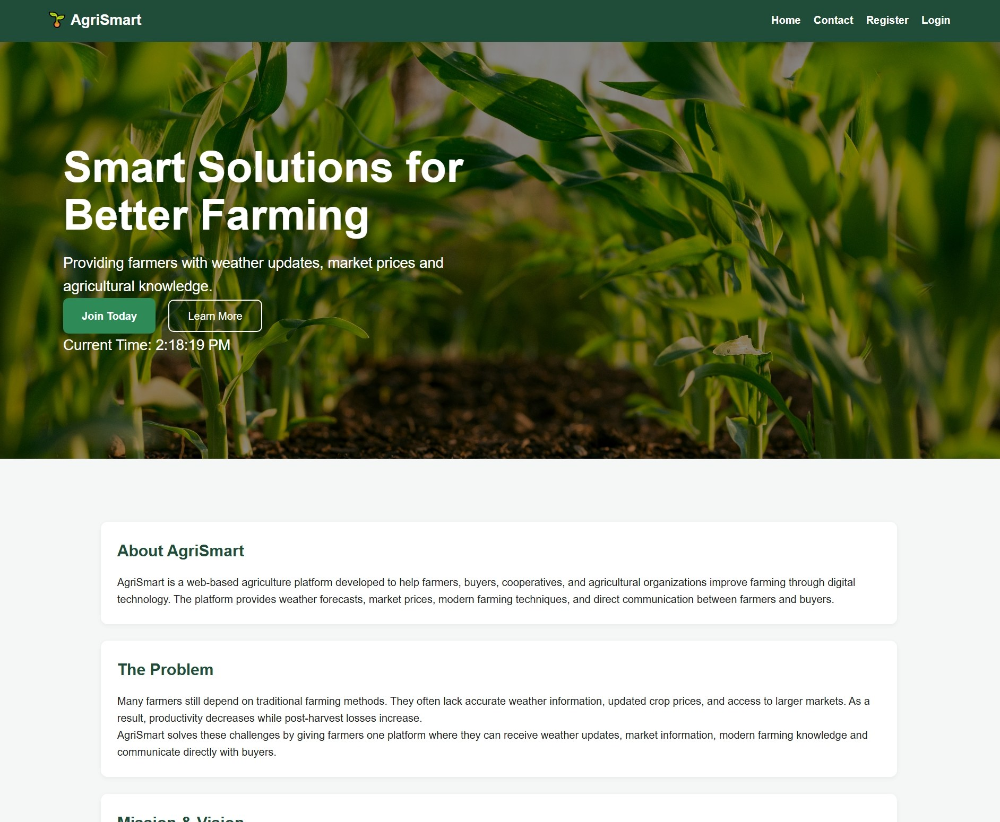 AgriSmart
Home Contact Register Login
Smart Solutions for
Better Farming
Providing farmers with weather updates, market prices and
agricultural knowledge.
Join Today Learn More
Current Time: 2:18:19 PM
About AgriSmart
AgriSmart is a web-based agriculture platform developed to help farmers, buyers, cooperatives, and agricultural organizations improve farming through digital
technology. The platform provides weather forecasts, market prices, modern farming techniques, and direct communication between farmers and buyers.
The Problem
Many farmers still depend on traditional farming methods. They often lack accurate weather information, updated crop prices, and access to larger markets. As a
result, productivity decreases while post-harvest losses increase.
AgriSmart solves these challenges by giving farmers one platform where they can receive weather updates, market information, modern farming knowledge and
communicate directly with buyers.
Mission & Vision